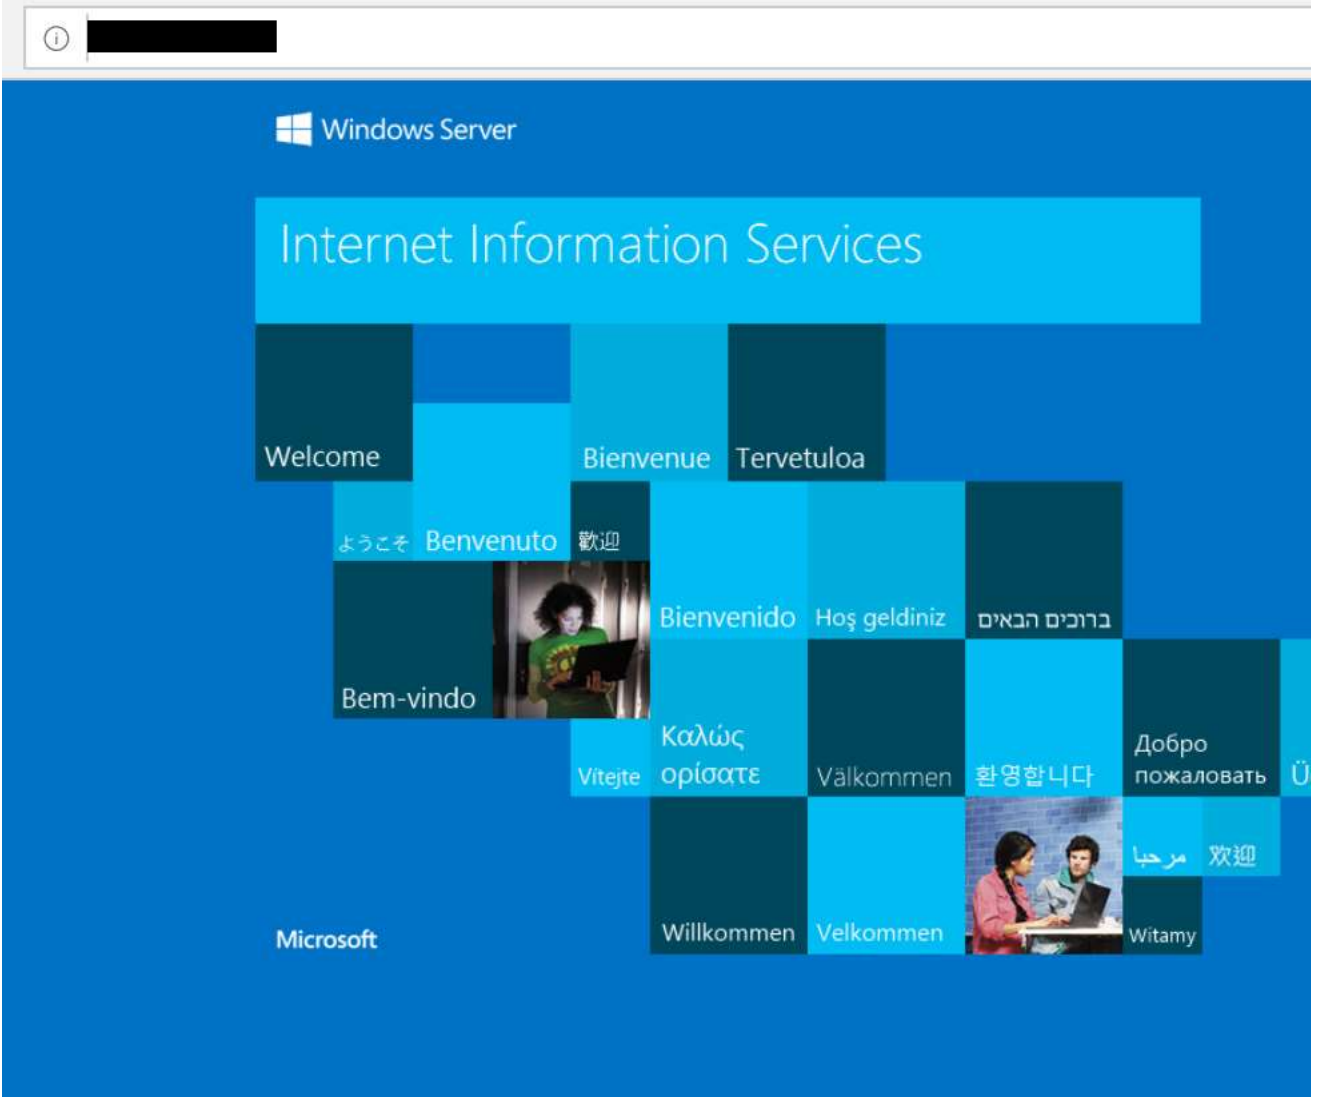 Windows Server
Internet Information Services
Welcome
Bienvenue
Tervetuloa
ようこそ
Benvenuto
歡迎
Bienvenido
Hoş geldiniz
ברוכים הבאים
Bem-vindo
Vítejte
Καλώς
ορίσατε
Välkommen
환영합니다
Добро
пожаловать
Ü
مرحبا
欢迎
Willkommen
Velkommen
Witamy
Microsoft